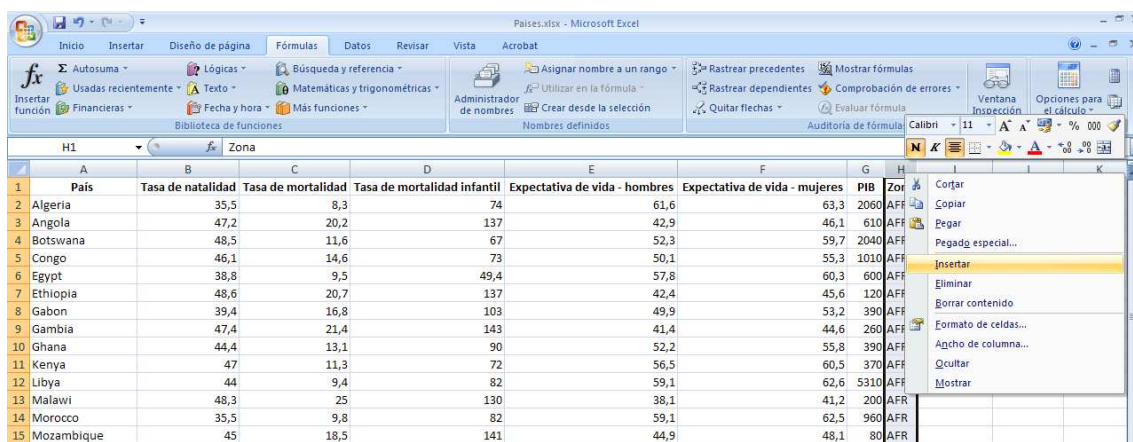 Paises.xlsx - Microsoft Excel
Inicio Insertar Diseño de página Fórmulas Datos Revisar Vista Acrobat
fx Insertar función
Σ Autosuma
Usadas recientemente
Financieras
Lógicas
A Texto
Fecha y hora
Búsqueda y referencia
Matemáticas y trigonométricas
Más funciones
Biblioteca de funciones
Administrador de nombres
Asignar nombre a un rango
Utilizar en la fórmula
Crear desde la selección
Nombres definidos
Rastrear precedentes
Rastrear dependientes
Quitar flechas
Mostrar fórmulas
Comprobación de errores
Evaluar fórmula
Auditoría de fórmulas
Ventana Inspección
Opciones para el cálculo
Calibri 11 A A % 000
N K A
H1 fx Zona
A B C D E F G H I J K
1 País Tasa de natalidad Tasa de mortalidad Tasa de mortalidad infantil Expectativa de vida - hombres Expectativa de vida - mujeres PIB Zon
2 Algeria 35,5 8,3 74 61,6 63,3 2060 AFR
3 Angola 47,2 20,2 137 42,9 46,1 610 AFR
4 Botswana 48,5 11,6 67 52,3 59,7 2040 AFR
5 Congo 46,1 14,6 73 50,1 55,3 1010 AFR
6 Egypt 38,8 9,5 49,4 57,8 60,3 600 AFR
7 Ethiopia 48,6 20,7 137 42,4 45,6 120 AFR
8 Gabon 39,4 16,8 103 49,9 53,2 390 AFR
9 Gambia 47,4 21,4 143 41,4 44,6 260 AFR
10 Ghana 44,4 13,1 90 52,2 55,8 390 AFR
11 Kenya 47 11,3 72 56,5 60,5 370 AFR
12 Libya 44 9,4 82 59,1 62,6 5310 AFR
13 Malawi 48,3 25 130 38,1 41,2 200 AFR
14 Morocco 35,5 9,8 82 59,1 62,5 960 AFR
15 Mozambique 45 18,5 141 44,9 48,1 80 AFR
Cortar
Copiar
Pegar
Pegado especial...
Insertar
Eliminar
Borrar contenido
Formato de celdas...
Ancho de columna...
Ocultar
Mostrar